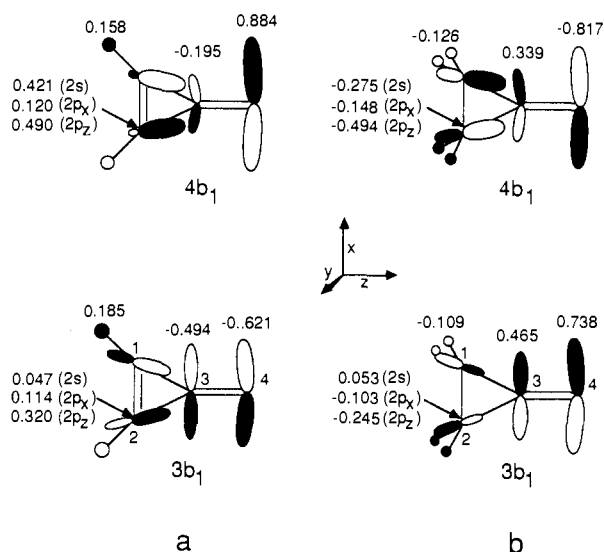 0.158
-0.195
0.884
0.421 (2s)
0.120 (2px)
0.490 (2pz)
4b1
-0.126
0.339
-0.817
-0.275 (2s)
-0.148 (2px)
-0.494 (2pz)
4b1
x
y
z
0.185
-0.494
-0.621
1
3
4
0.047 (2s)
0.114 (2px)
0.320 (2pz)
2
3b1
-0.109
0.465
0.738
1
3
4
0.053 (2s)
-0.103 (2px)
-0.245 (2pz)
2
3b1
a
b